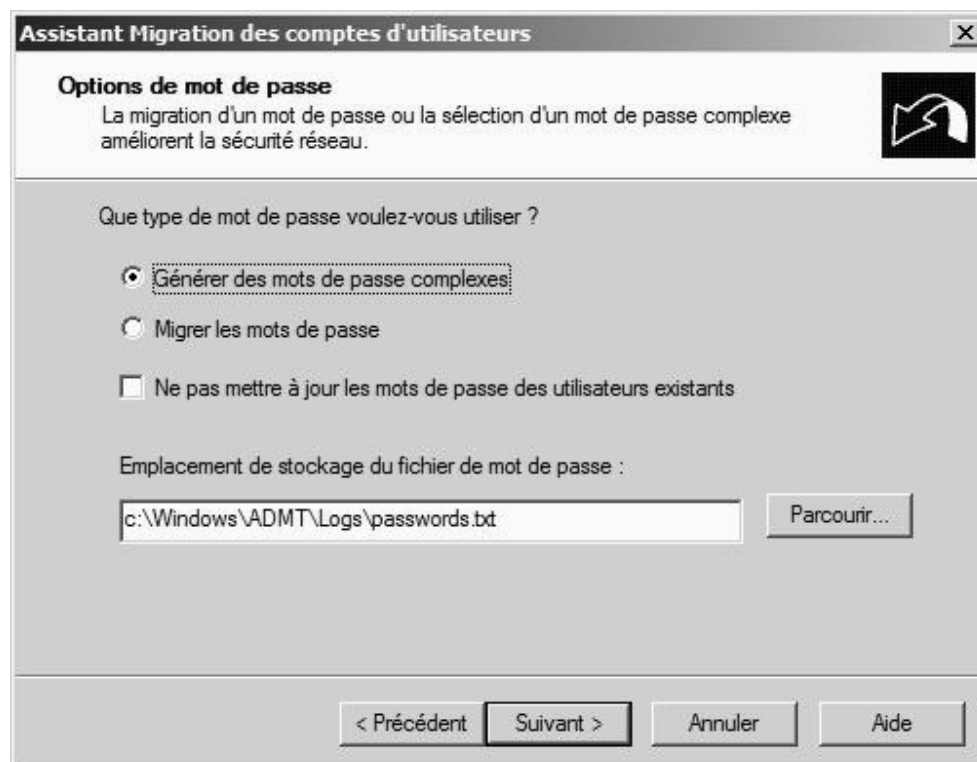 Assistant Migration des comptes d'utilisateurs
Options de mot de passe
La migration d'un mot de passe ou la sélection d'un mot de passe complexe
améliorent la sécurité réseau.
Que type de mot de passe voulez-vous utiliser ?
Générer des mots de passe complexes
Migrer les mots de passe
Ne pas mettre à jour les mots de passe des utilisateurs existants
Emplacement de stockage du fichier de mot de passe :
c:\Windows\ADMT\Logs\passwords.txt
Parcourir...
< Précédent
Suivant >
Annuler
Aide